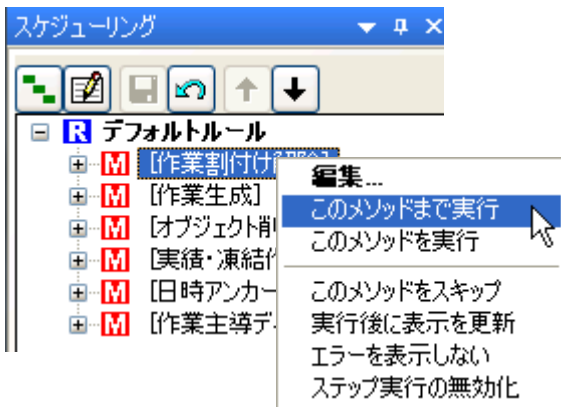 スケジューリング
R デフォルトルール
M [作業割付け解除]
M [作業生成]
M [オブジェクト削
M [実績・凍結作
M [日時アンカー
M [作業主導デ
編集...
このメソッドまで実行
このメソッドを実行
このメソッドをスキップ
実行後に表示を更新
エラーを表示しない
ステップ実行の無効化